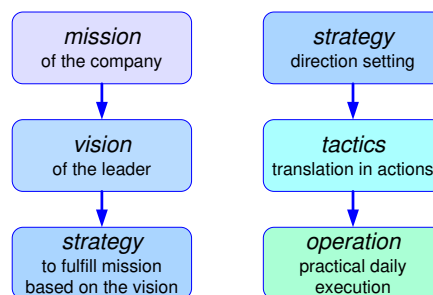 mission
of the company
vision
of the leader
strategy
to fulfill mission
based on the vision
strategy
direction setting
tactics
translation in actions
operation
practical daily
execution